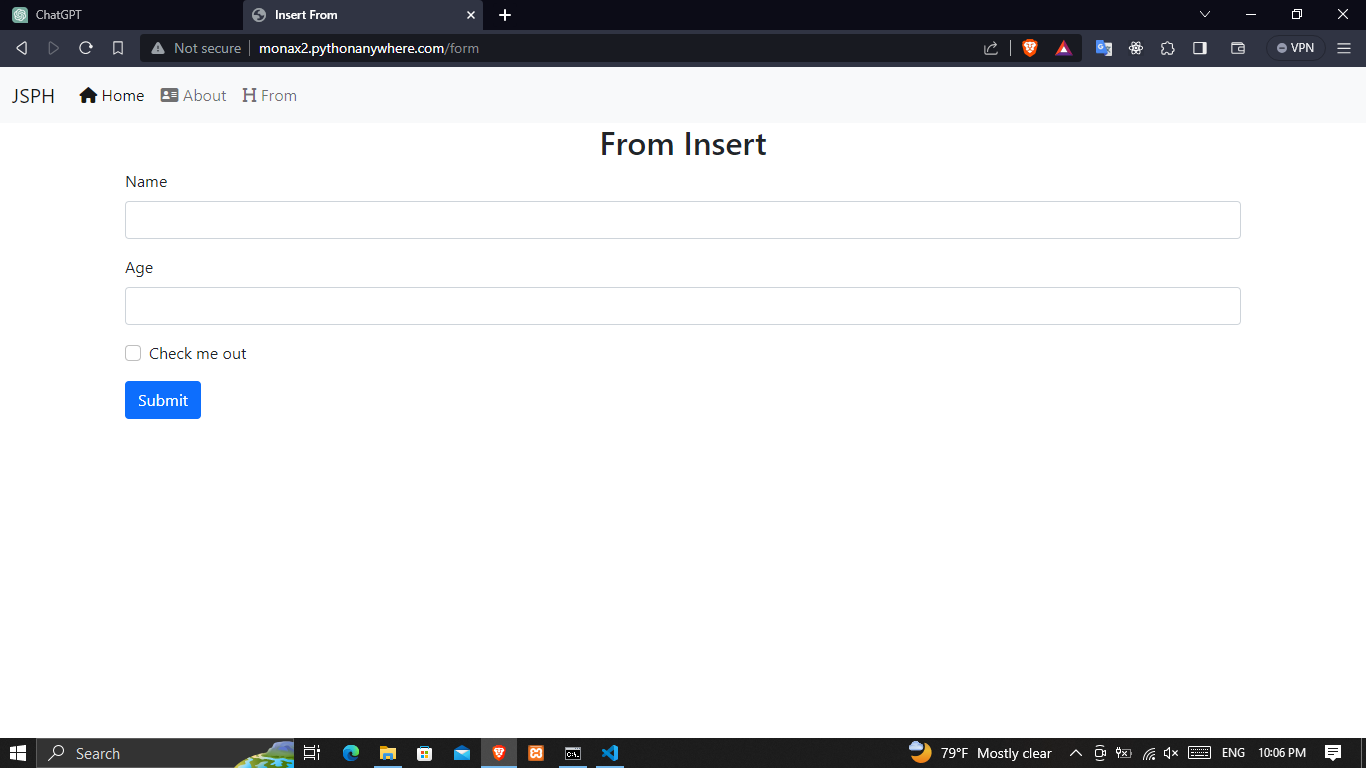 ChatGPT
Insert From
Not secure
monax2.pythonanywhere.com/form
VPN
JSPH
Home
About
From
From Insert
Name
Age
Check me out
Submit
Search
79°F Mostly clear
ENG
10:06 PM